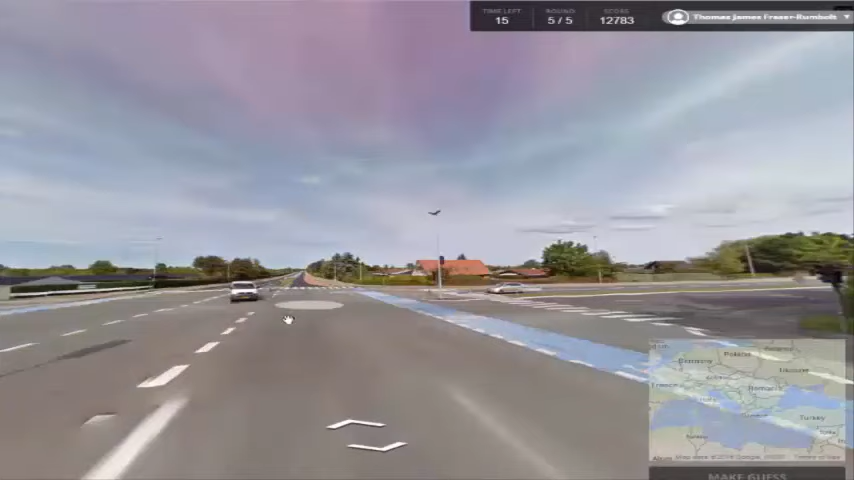 TIME LEFT
15
ROUND
5 / 5
SCORE
12783
Thomas James Fraser-Rumbolt
Poland
Germany
Ukraine
France
Romania
Turkey
MAKE GUESS